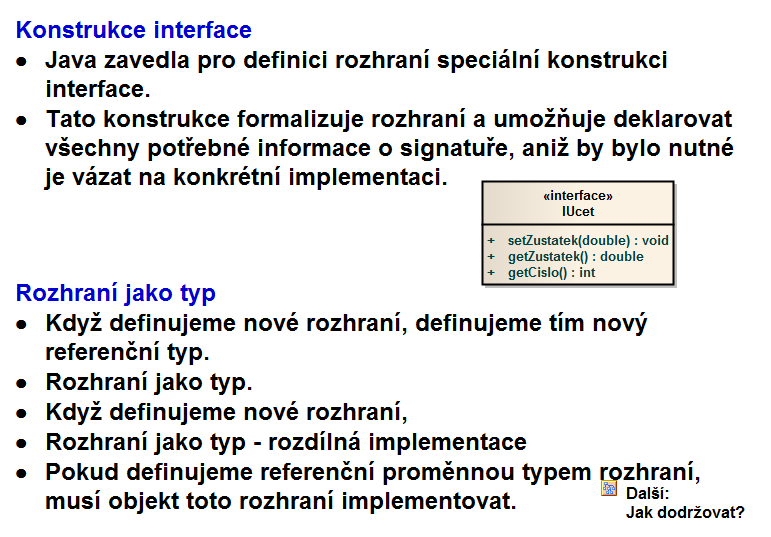 Konstrukce interface
● Java zavedla pro definici rozhraní speciální konstrukci
interface.
● Tato konstrukce formalizuje rozhraní a umožňuje deklarovat
všechny potřebné informace o signatuře, aniž by bylo nutné
je vázat na konkrétní implementaci.
«interface»
IUcet
+ setZustatek(double) : void
+ getZustatek() : double
+ getCislo() : int
Rozhraní jako typ
● Když definujeme nové rozhraní, definujeme tím nový
referenční typ.
● Rozhraní jako typ.
● Když definujeme nové rozhraní,
● Rozhraní jako typ - rozdílná implementace
● Pokud definujeme referenční proměnnou typem rozhraní,
musí objekt toto rozhraní implementovat.
Další:
Jak dodržovat?